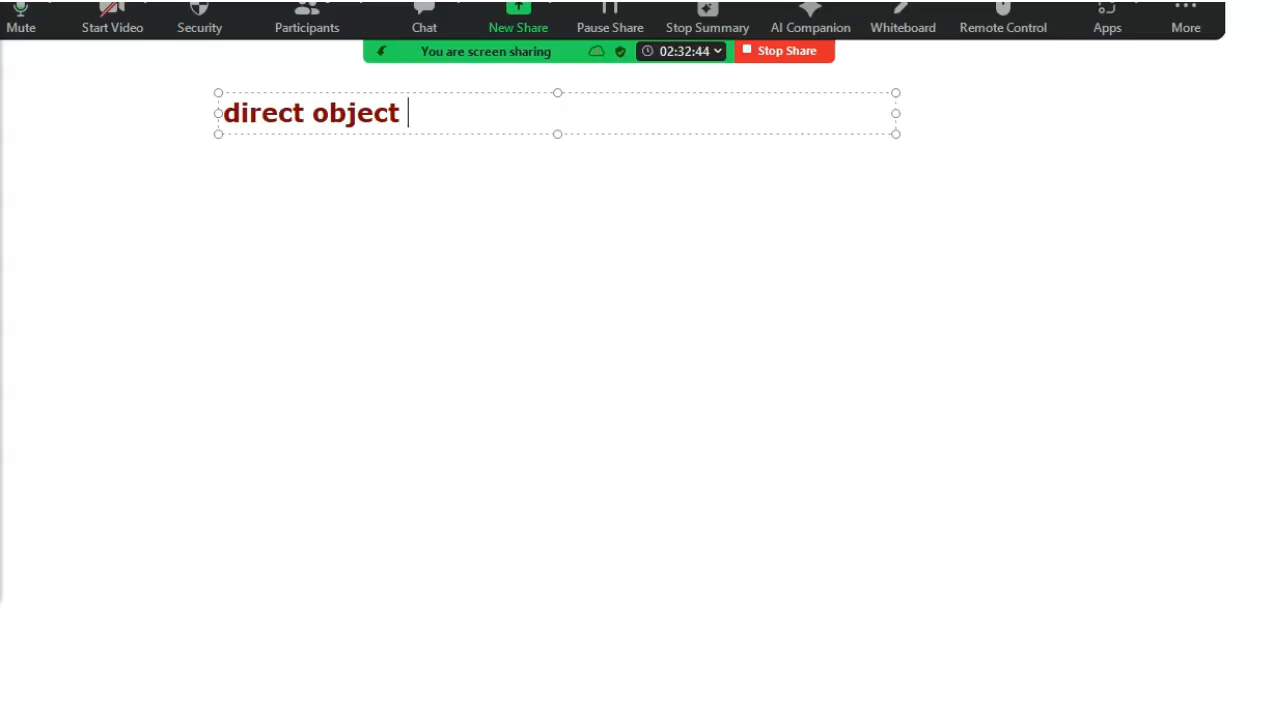 Mute Start Video Security Participants Chat New Share Pause Share Stop Summary AI Companion Whiteboard Remote Control Apps More
You are screen sharing 02:32:44 Stop Share
direct object